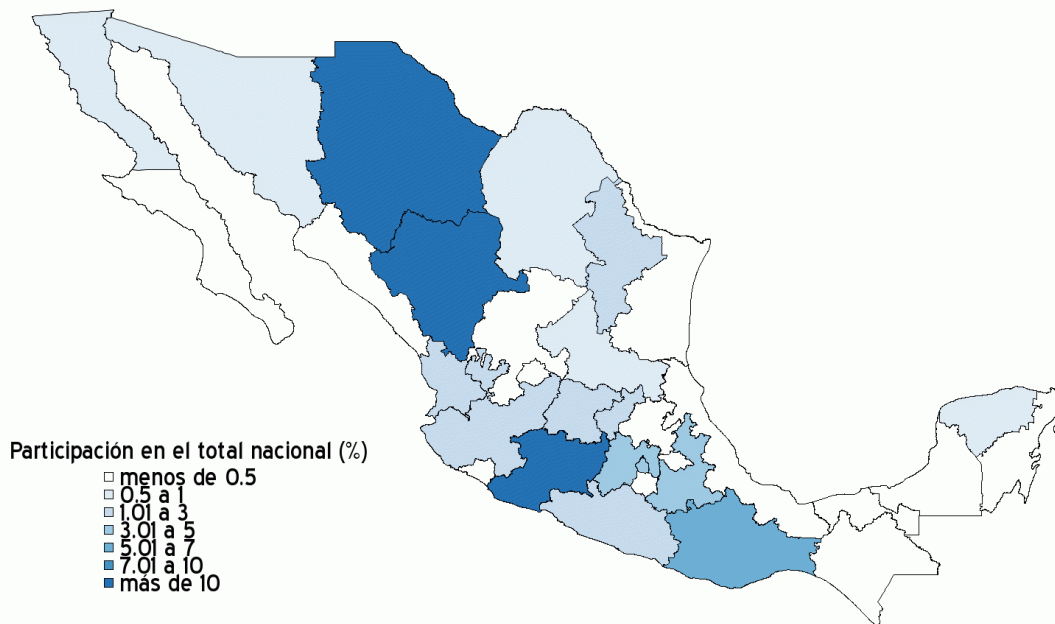 Participación en el total nacional (%)
menos de 0.5
0.5 a 1
1.01 a 3
3.01 a 5
5.01 a 7
7.01 a 10
más de 10